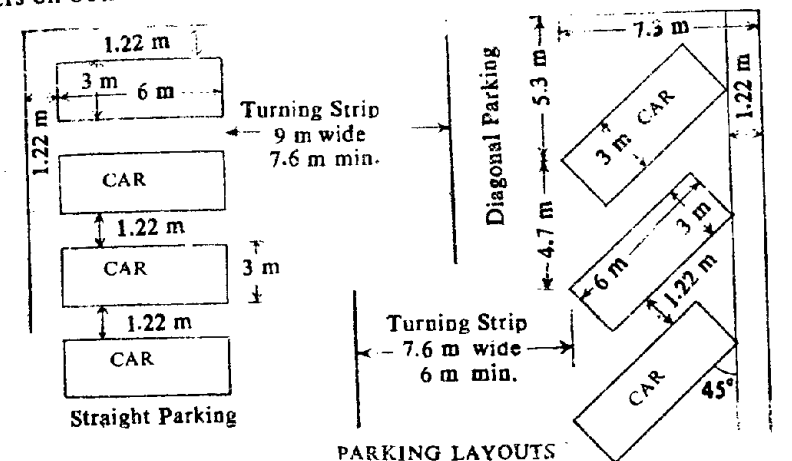 1.22 m
3 m
6 m
1.22 m
CAR
1.22 m
CAR
3 m
1.22 m
CAR
Straight Parking
Turning Strip
9 m wide
7.6 m min.
Diagonal Parking
5.3 m
4.7 m
1.22 m
3 m
CAR
6 m
3 m
1.22 m
CAR
45°
Turning Strip
7.6 m wide
6 m min.
PARKING LAYOUTS